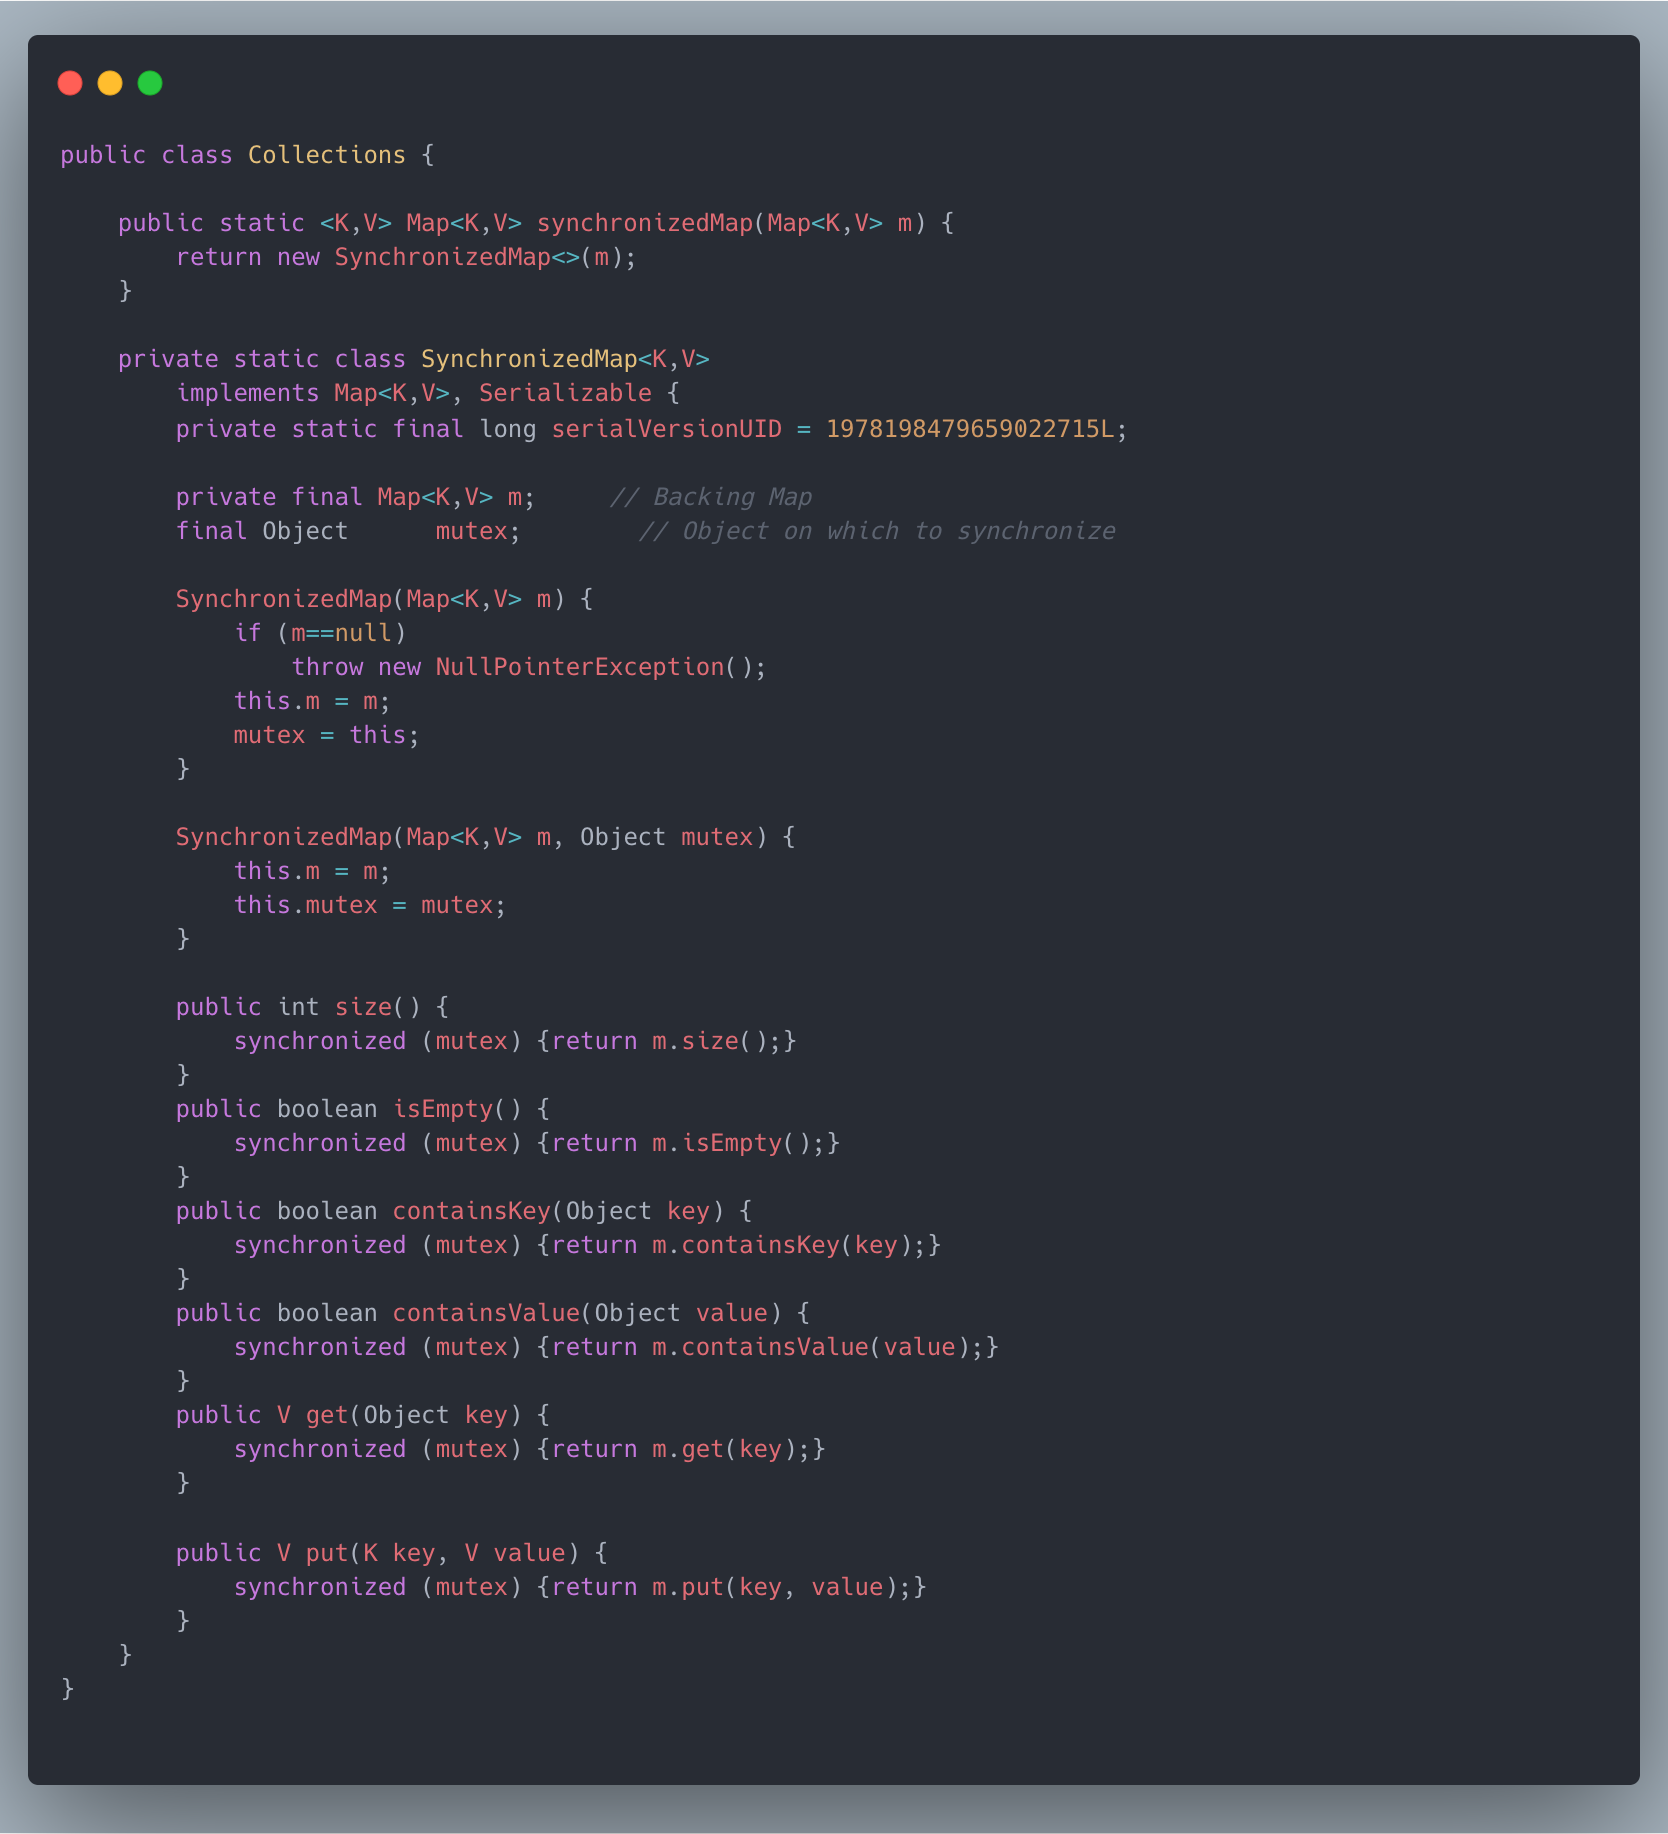 public class Collections {

    public static <K,V> Map<K,V> synchronizedMap(Map<K,V> m) {
        return new SynchronizedMap<>(m);
    }

    private static class SynchronizedMap<K,V>
        implements Map<K,V>, Serializable {
        private static final long serialVersionUID = 1978198479659022715L;

        private final Map<K,V> m;     // Backing Map
        final Object      mutex;        // Object on which to synchronize

        SynchronizedMap(Map<K,V> m) {
            if (m==null)
                throw new NullPointerException();
            this.m = m;
            mutex = this;
        }

        SynchronizedMap(Map<K,V> m, Object mutex) {
            this.m = m;
            this.mutex = mutex;
        }

        public int size() {
            synchronized (mutex) {return m.size();}
        }
        public boolean isEmpty() {
            synchronized (mutex) {return m.isEmpty();}
        }
        public boolean containsKey(Object key) {
            synchronized (mutex) {return m.containsKey(key);}
        }
        public boolean containsValue(Object value) {
            synchronized (mutex) {return m.containsValue(value);}
        }
        public V get(Object key) {
            synchronized (mutex) {return m.get(key);}
        }

        public V put(K key, V value) {
            synchronized (mutex) {return m.put(key, value);}
        }
    }
}